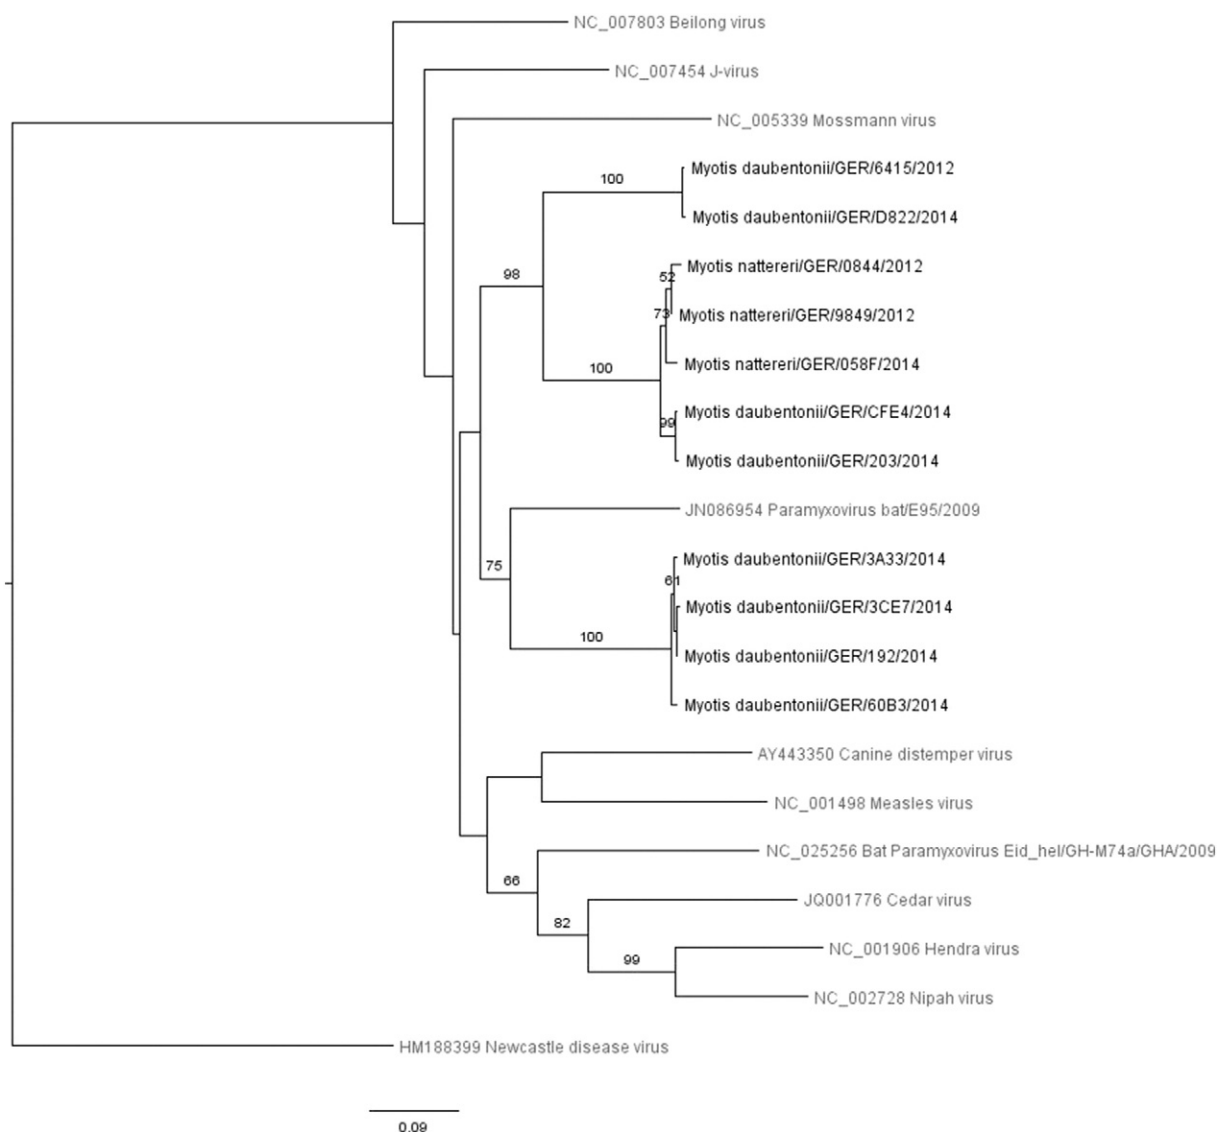 NC_007803 Beilong virus
NC_007454 J-virus
NC_005339 Mossmann virus
Myotis daubentonii/GER/6415/2012
100
Myotis daubentonii/GER/D822/2014
Myotis nattereri/GER/0844/2012
98
52
73
Myotis nattereri/GER/9849/2012
Myotis nattereri/GER/058F/2014
100
Myotis daubentonii/GER/CFE4/2014
99
Myotis daubentonii/GER/203/2014
JN086954 Paramyxovirus bat/E95/2009
Myotis daubentonii/GER/3A33/2014
75
61
Myotis daubentonii/GER/3CE7/2014
100
Myotis daubentonii/GER/192/2014
Myotis daubentonii/GER/60B3/2014
AY443350 Canine distemper virus
NC_001498 Measles virus
NC_025256 Bat Paramyxovirus Eid_hel/GH-M74a/GHA/2009
66
JQ001776 Cedar virus
82
NC_001906 Hendra virus
99
NC_002728 Nipah virus
HM188399 Newcastle disease virus
0.09